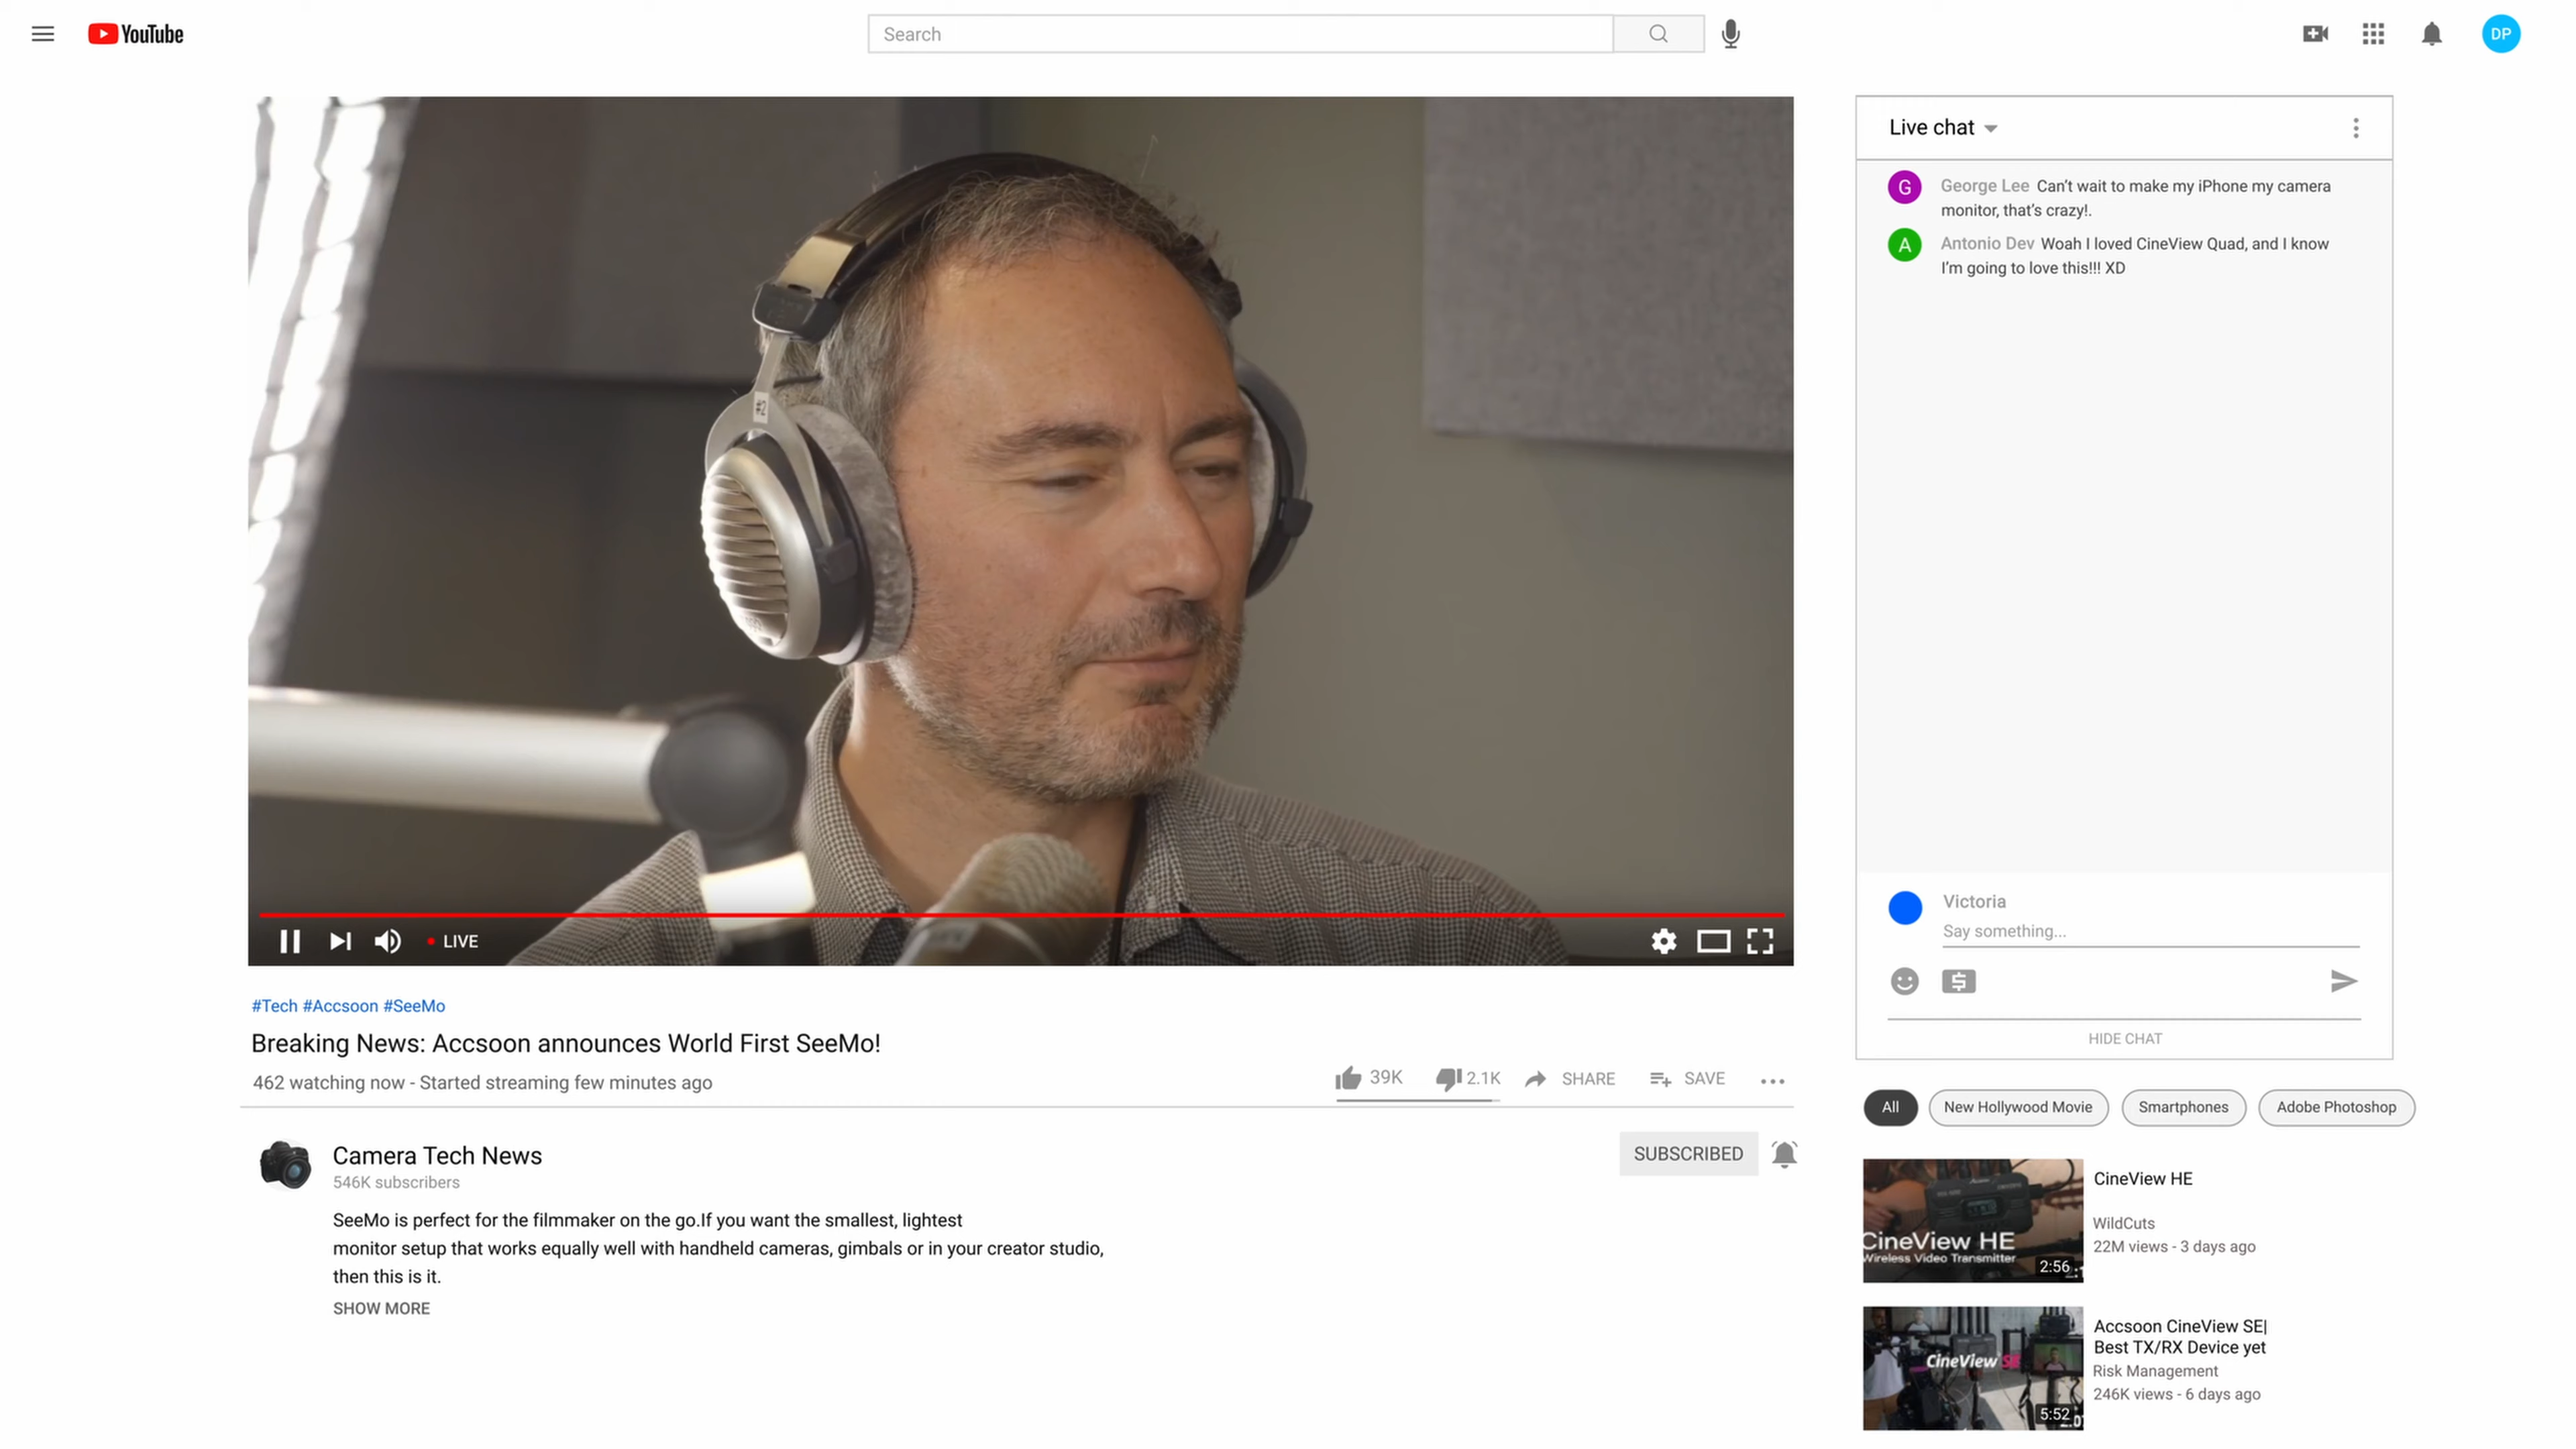 YouTube
Search
DP
#2
LIVE
#Tech #Accsoon #SeeMo
Breaking News: Accsoon announces World First SeeMo!
462 watching now - Started streaming few minutes ago
39K
2.1K
SHARE
SAVE
Camera Tech News
546K subscribers
SUBSCRIBED
SeeMo is perfect for the filmmaker on the go.If you want the smallest, lightest
monitor setup that works equally well with handheld cameras, gimbals or in your creator studio,
then this is it.
SHOW MORE
Live chat
G
George Lee Can't wait to make my iPhone my camera
monitor, that's crazy!.
A
Antonio Dev Woah I loved CineView Quad, and I know
I'm going to love this!!! XD
Victoria
Say something...
HIDE CHAT
All
New Hollywood Movie
Smartphones
Adobe Photoshop
CineView HE
Wireless Video Transmitter
2:56
CineView HE
WildCuts
22M views - 3 days ago
CineView SE
5:52
Accsoon CineView SE|
Best TX/RX Device yet
Risk Management
246K views - 6 days ago